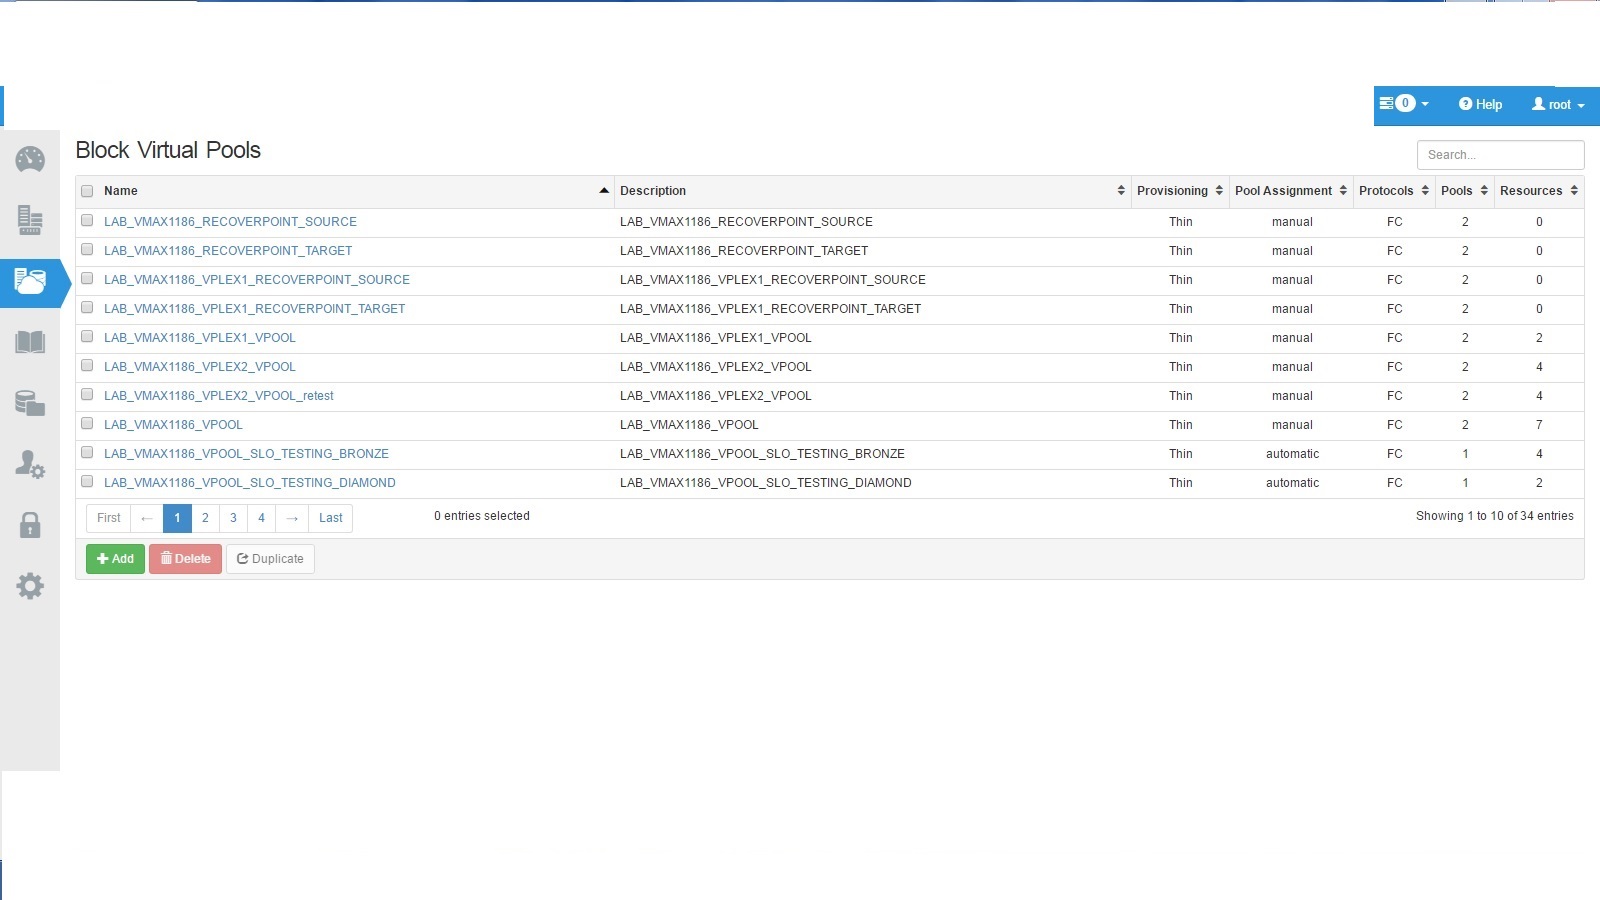 0 Help root
Block Virtual Pools
Search...
Name Description Provisioning Pool Assignment Protocols Pools Resources
LAB_VMAX1186_RECOVERPOINT_SOURCE LAB_VMAX1186_RECOVERPOINT_SOURCE Thin manual FC 2 0
LAB_VMAX1186_RECOVERPOINT_TARGET LAB_VMAX1186_RECOVERPOINT_TARGET Thin manual FC 2 0
LAB_VMAX1186_VPLEX1_RECOVERPOINT_SOURCE LAB_VMAX1186_VPLEX1_RECOVERPOINT_SOURCE Thin manual FC 2 0
LAB_VMAX1186_VPLEX1_RECOVERPOINT_TARGET LAB_VMAX1186_VPLEX1_RECOVERPOINT_TARGET Thin manual FC 2 0
LAB_VMAX1186_VPLEX1_VPOOL LAB_VMAX1186_VPLEX1_VPOOL Thin manual FC 2 2
LAB_VMAX1186_VPLEX2_VPOOL LAB_VMAX1186_VPLEX2_VPOOL Thin manual FC 2 4
LAB_VMAX1186_VPLEX2_VPOOL_retest LAB_VMAX1186_VPLEX2_VPOOL Thin manual FC 2 4
LAB_VMAX1186_VPOOL LAB_VMAX1186_VPOOL Thin manual FC 2 7
LAB_VMAX1186_VPOOL_SLO_TESTING_BRONZE LAB_VMAX1186_VPOOL_SLO_TESTING_BRONZE Thin automatic FC 1 4
LAB_VMAX1186_VPOOL_SLO_TESTING_DIAMOND LAB_VMAX1186_VPOOL_SLO_TESTING_DIAMOND Thin automatic FC 1 2
First ← 1 2 3 4 → Last 0 entries selected Showing 1 to 10 of 34 entries
Add Delete Duplicate